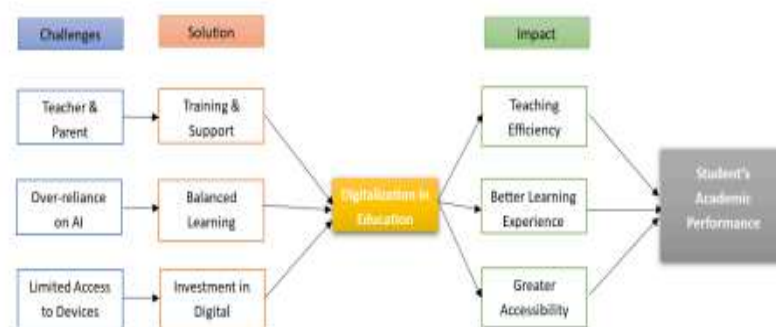 Challenges
Solution
Impact
Teacher &
Parent
Training &
Support
Teaching
Efficiency
Over-reliance
on AI
Balanced
Learning
Digitalization in
Education
Better Learning
Experience
Student's
Academic
Performance
Limited Access
to Devices
Investment in
Digital
Greater
Accessibility